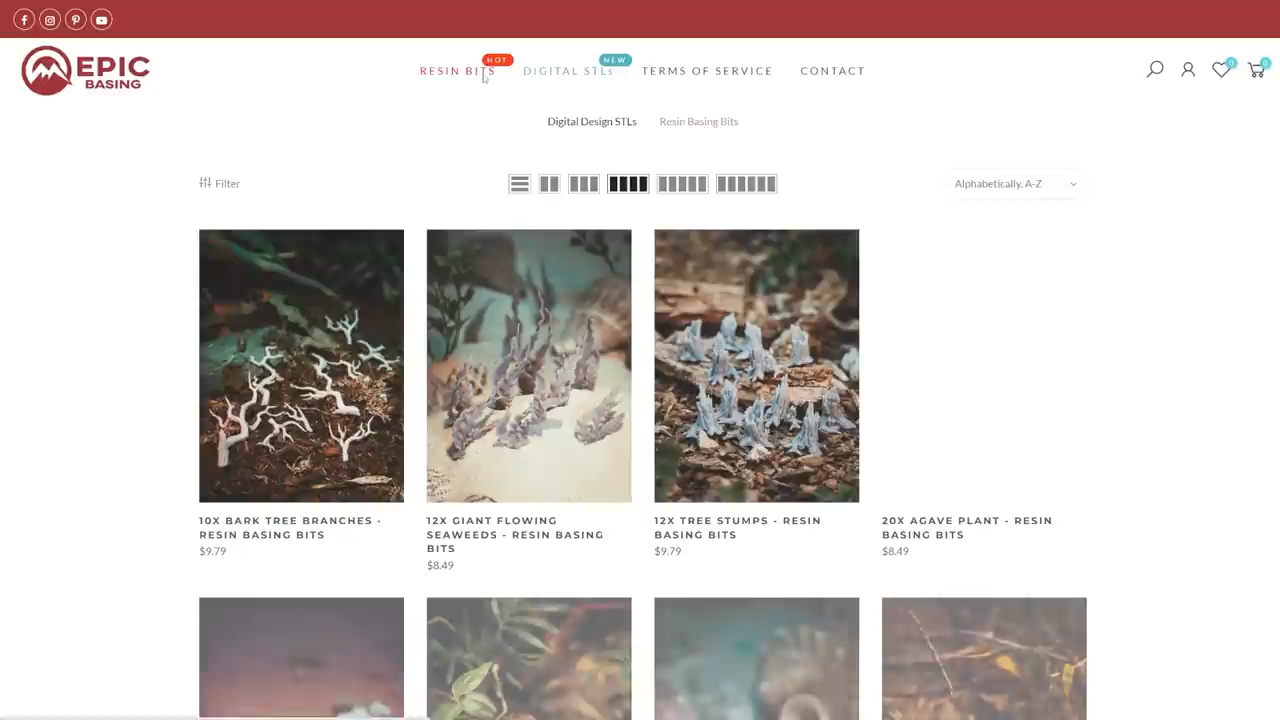 EPIC
BASING
RESIN BITS
HOT
DIGITAL STLs
NEW
TERMS OF SERVICE
CONTACT
0
0
Digital Design STLs
Resin Basing Bits
Filter
Alphabetically, A-Z
10X BARK TREE BRANCHES -
RESIN BASING BITS
$9.79
12X GIANT FLOWING
SEAWEEDS - RESIN BASING
BITS
$8.49
12X TREE STUMPS - RESIN
BASING BITS
$9.79
20X AGAVE PLANT - RESIN
BASING BITS
$8.49